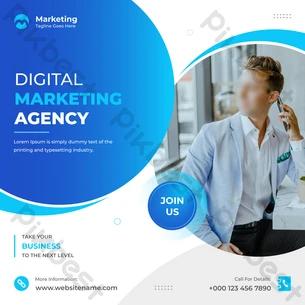 Marketing
Tagline Goes Here
DIGITAL
MARKETING
AGENCY
Lorem Ipsum is simply dummy text of the
printing and typesetting industry.
JOIN
US
TAKE YOUR
BUSINESS
TO THE NEXT LEVEL
More Information:
www.websitename.com
Free Call:
+000 123 456 7890
pikbest